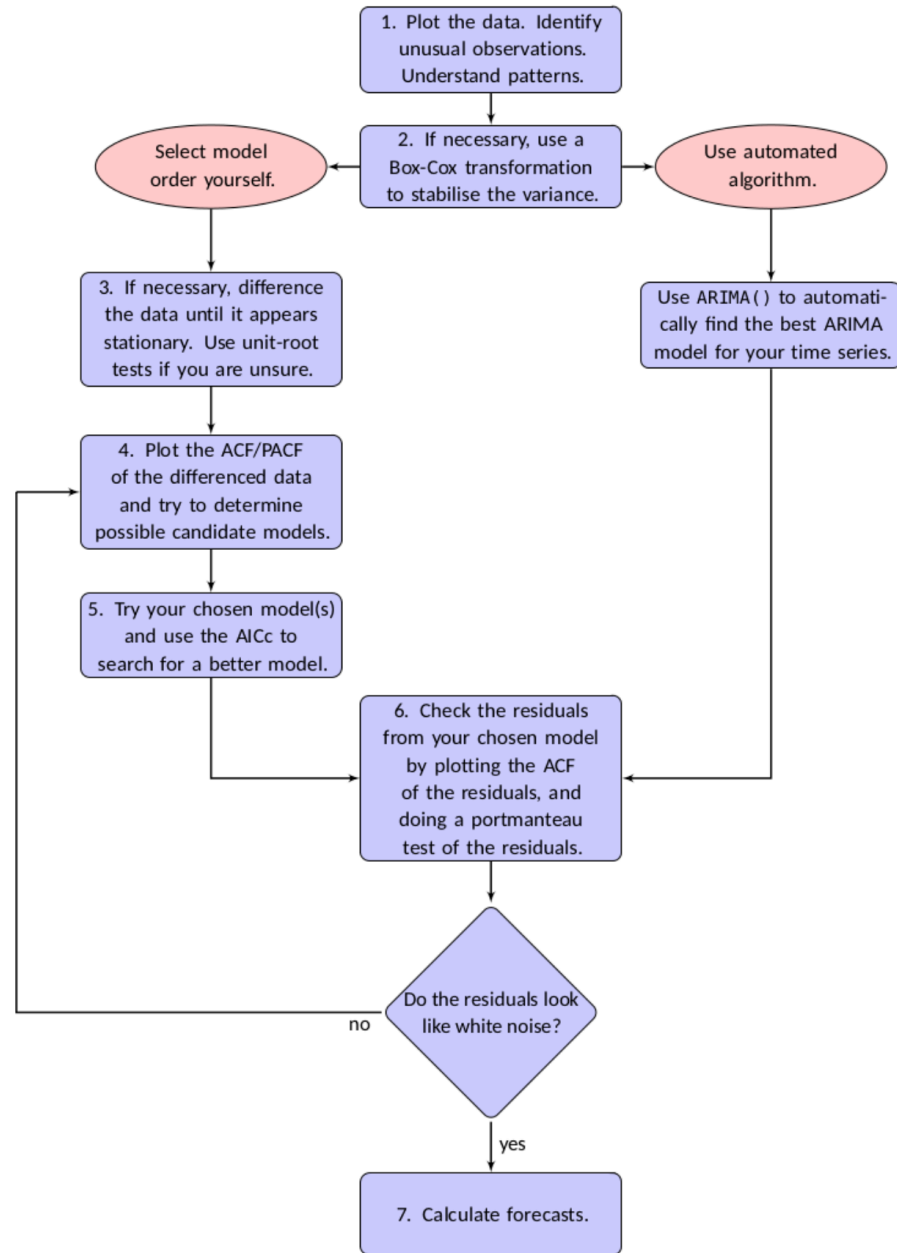 1. Plot the data. Identify
unusual observations.
Understand patterns.
Select model
order yourself.
2. If necessary, use a
Box-Cox transformation
to stabilise the variance.
Use automated
algorithm.
3. If necessary, difference
the data until it appears
stationary. Use unit-root
tests if you are unsure.
Use ARIMA() to automati-
cally find the best ARIMA
model for your time series.
4. Plot the ACF/PACF
of the differenced data
and try to determine
possible candidate models.
5. Try your chosen model(s)
and use the AICc to
search for a better model.
6. Check the residuals
from your chosen model
by plotting the ACF
of the residuals, and
doing a portmanteau
test of the residuals.
Do the residuals look
like white noise?
no
yes
7. Calculate forecasts.